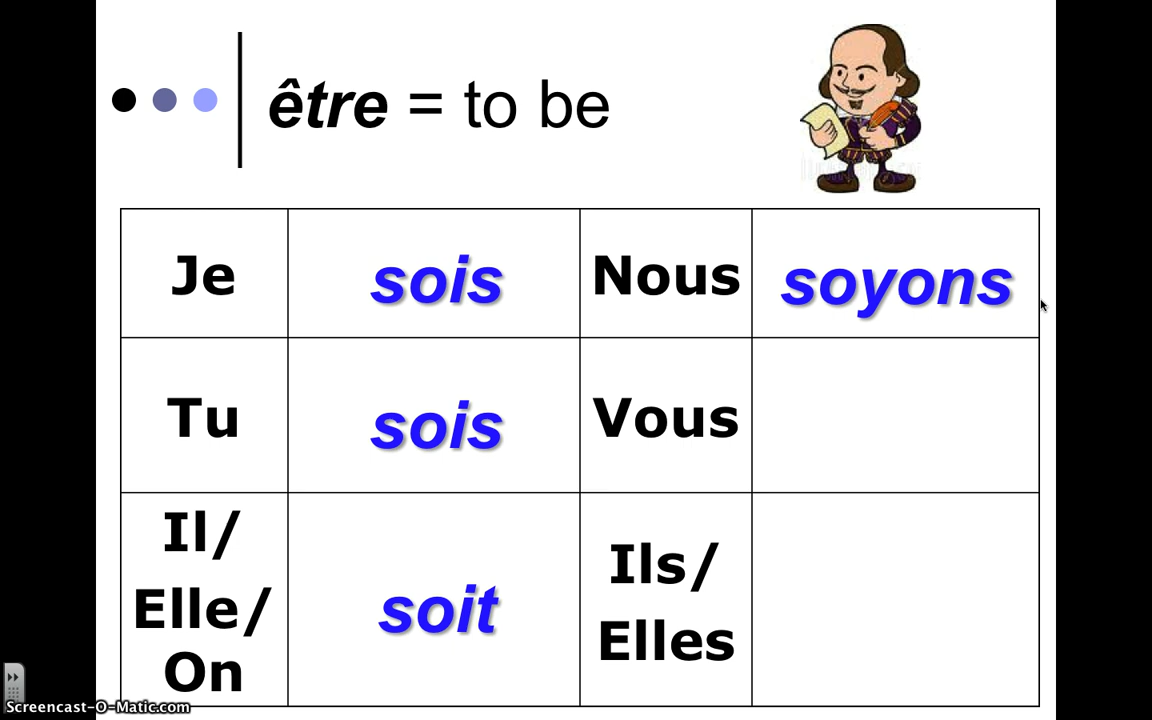 être = to be
Je sois Nous soyons
Tu sois Vous
Il/
Elle/
On
soit
Ils/
Elles
Screencast-O-Matic.com